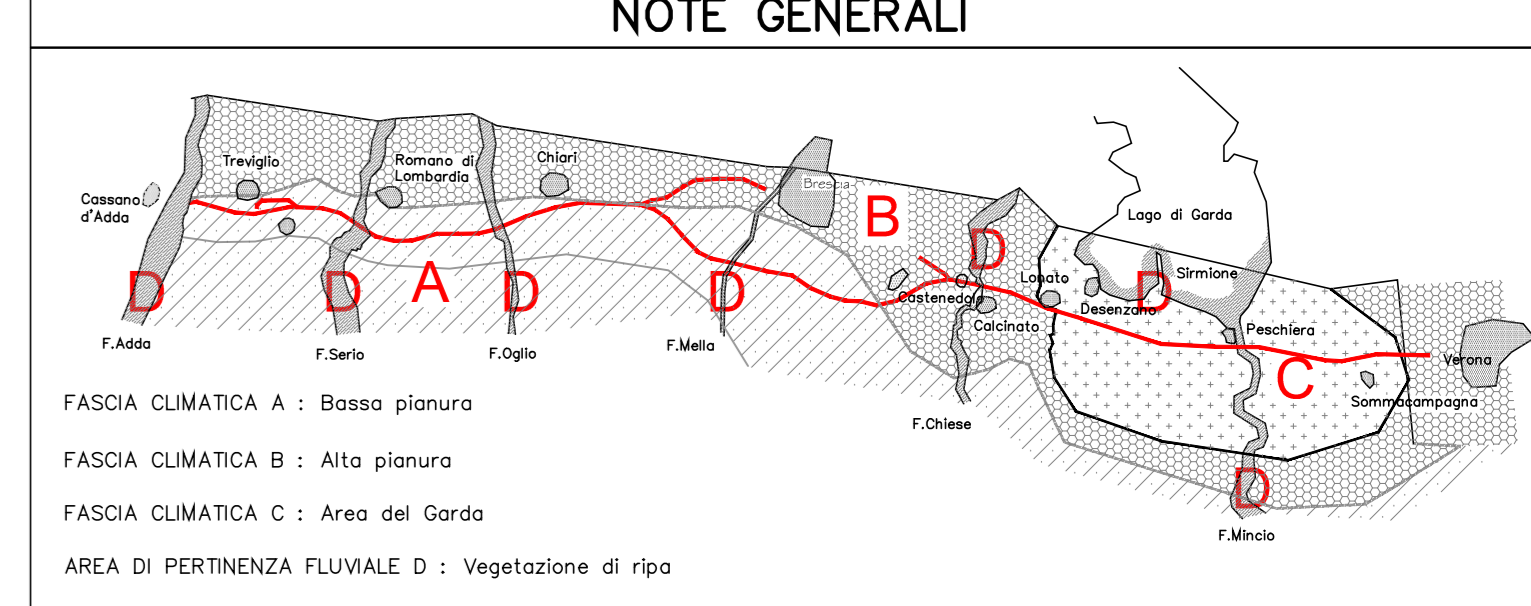 NOTE GENERALI
Treviglio
Romano di
Lombardia
Chiari
Brescia
Cassano
d'Adda
B
D
Lago di Garda
Sirmione
Lonato
D
Desenzano
Castenedolo
Calcinato
Peschiera
D
D
A
D
D
C
Verona
Sommacampagna
F.Adda
F.Serio
F.Oglio
F.Mella
F.Chiese
D
F.Mincio
FASCIA CLIMATICA A : Bassa pianura
FASCIA CLIMATICA B : Alta pianura
FASCIA CLIMATICA C : Area del Garda
AREA DI PERTINENZA FLUVIALE D : Vegetazione di ripa